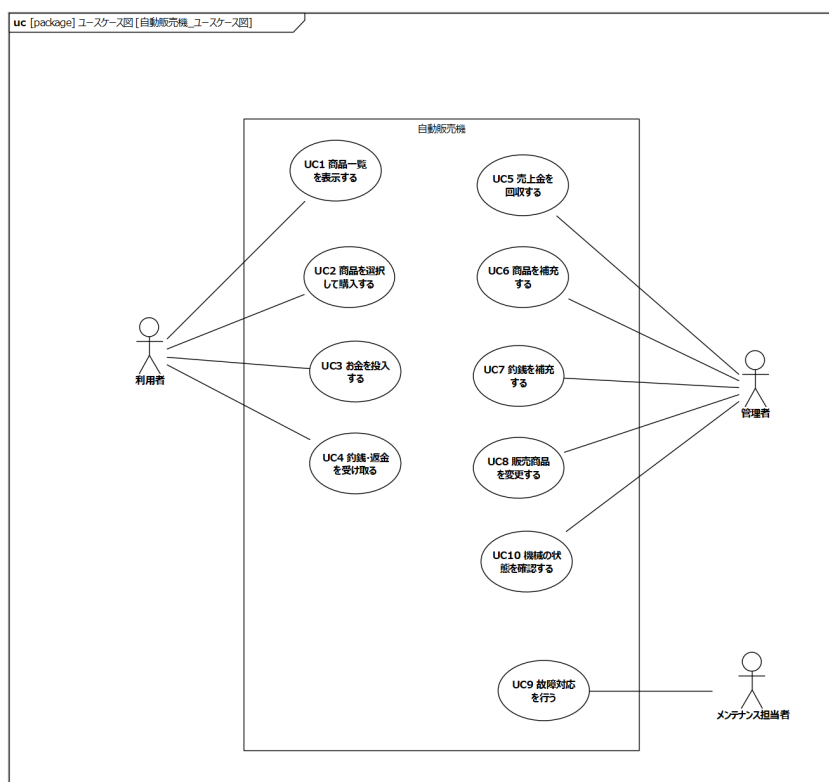 uc [package] ユースケース図 [自動販売機_ユースケース図]
自動販売機
UC1 商品一覧
を表示する
UC2 商品を選択
して購入する
UC3 お金を投入
する
UC4 釣銭・返金
を受け取る
利用者
UC5 売上金を
回収する
UC6 商品を補充
する
UC7 釣銭を補充
する
UC8 販売商品
を変更する
UC10 機械の状
態を確認する
管理者
UC9 故障対応
を行う
メンテナンス担当者